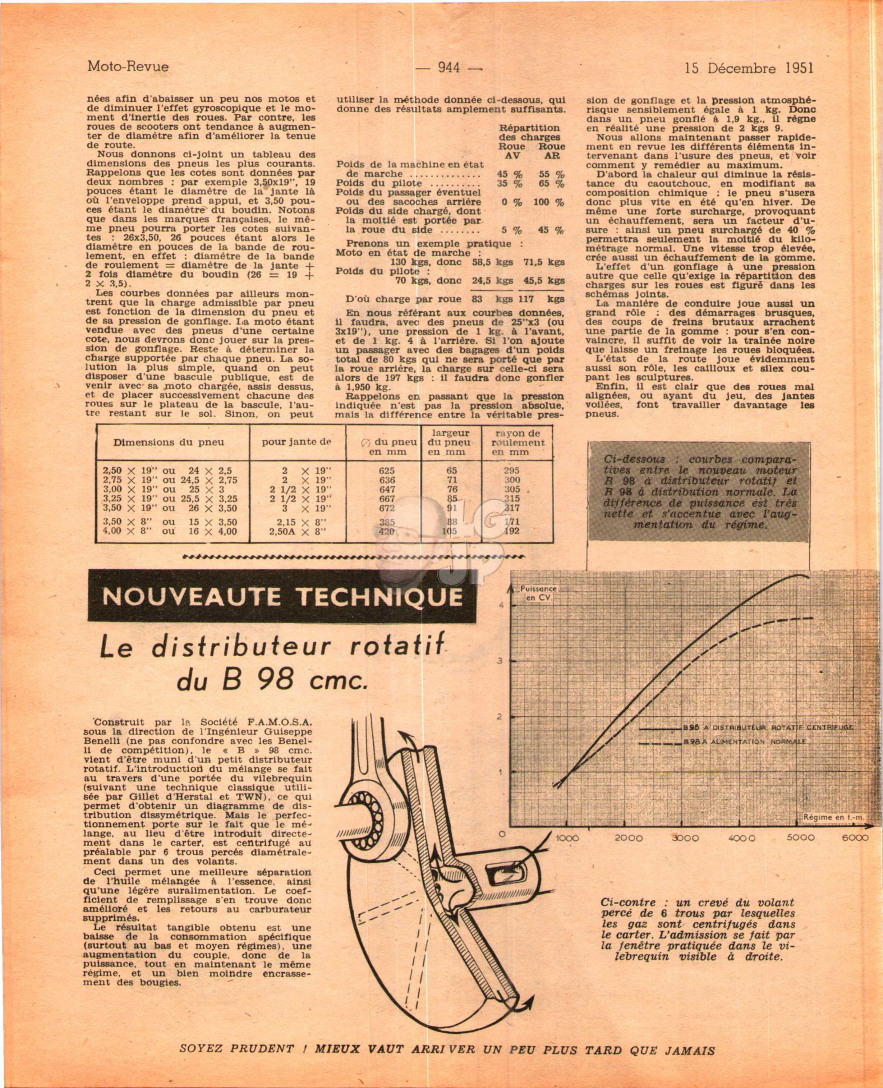 Moto-Revue — 944 — 15 Décembre 1951
nées afin d'abaisser un peu nos motos et
de diminuer l'effet gyroscopique et le mo-
ment d'inertie des roues. Par contre, les
roues de scooters ont tendance à augmen-
ter de diamètre afin d'améliorer la tenue
de route.
Nous donnons ci-joint un tableau des
dimensions des pneus les plus courants.
Rappelons que les cotes sont données par
deux nombres : par exemple 3,50x19", 19
pouces étant le diamètre de la jante là
où l'enveloppe prend appui, et 3,50 pou-
ces étant le diamètre du boudin. Notons
que dans les marques françaises, le mê-
me pneu pourra porter les cotes suivan-
tes : 26x3,50, 26 pouces étant alors le
diamètre en pouces de la bande de rou-
lement, en effet : diamètre de la bande
de roulement = diamètre de la jante +
2 fois diamètre du boudin (26 = 19 +
2 × 3,5).
Les courbes données par ailleurs mon-
trent que la charge admissible par pneu
est fonction de la dimension du pneu et
de sa pression de gonflage. La moto étant
vendue avec des pneus d'une certaine
cote, nous devrons donc jouer sur la pres-
sion de gonflage. Reste à déterminer la
charge supportée par chaque pneu. La so-
lution la plus simple, quand on peut
disposer d'une bascule publique, est de
venir avec sa moto chargée, assis dessus,
et de placer successivement chacune des
roues sur le plateau de la bascule, l'au-
tre restant sur le sol. Sinon, on peut
utiliser la méthode donnée ci-dessous, qui
donne des résultats amplement suffisants.
Répartition
des charges
Roue Roue
AV AR
Poids de la machine en état
de marche .............. 45 % 55 %
Poids du pilote .......... 35 % 65 %
Poids du passager éventuel
ou des sacoches arrière 0 % 100 %
Poids du side chargé, dont
la moitié est portée par
la roue du side ........ 5 % 45 %
Prenons un exemple pratique :
Moto en état de marche :
130 kgs, donc 58,5 kgs 71,5 kgs
Poids du pilote :
70 kgs, donc 24,5 kgs 45,5 kgs
D'où charge par roue 83 kgs 117 kgs
En nous référant aux courbes données,
il faudra, avec des pneus de 25"x3 (ou
3x19"), une pression de 1 kg. à l'avant,
et de 1 kg. 4 à l'arrière. Si l'on ajoute
un passager avec des bagages d'un poids
total de 80 kgs qui ne sera porté que par
la roue arrière, la charge sur celle-ci sera
alors de 197 kgs : il faudra donc gonfler
à 1,950 kg.
Rappelons en passant que la pression
indiquée n'est pas la pression absolue,
mais la différence entre la véritable pres-
sion de gonflage et la pression atmosphé-
risque sensiblement égale à 1 kg. Donc
dans un pneu gonflé à 1,9 kg., il règne
en réalité une pression de 2 kgs 9.
Nous allons maintenant passer rapide-
ment en revue les différents éléments in-
tervenant dans l'usure des pneus, et voir
comment y remédier au maximum.
D'abord la chaleur qui diminue la résis-
tance du caoutchouc, en modifiant sa
composition chimique : le pneu s'usera
donc plus vite en été qu'en hiver. De
même une forte surcharge, provoquant
un échauffement, sera un facteur d'u-
sure : ainsi un pneu surchargé de 40 %
permettra seulement la moitié du kilo-
métrage normal. Une vitesse trop élevée,
crée aussi un échauffement de la gomme.
L'effet d'un gonflage à une pression
autre que celle qu'exige la répartition des
charges sur les roues est figuré dans les
schémas joints.
La manière de conduire joue aussi un
grand rôle : des démarrages brusques,
des coups de freins brutaux arrachent
une partie de la gomme : pour s'en con-
vaincre, il suffit de voir la traînée noire
que laisse un freinage les roues bloquées.
L'état de la route joue évidemment
aussi son rôle, les cailloux et silex cou-
pant les sculptures.
Enfin, il est clair que des roues mal
alignées, ou ayant du jeu, des jantes
voilées, font travailler davantage les
pneus.
Dimensions du pneu pour jante de ∅ du pneu en mm largeur du pneu en mm rayon de roulement en mm
2,50 × 19" ou 24 × 2,5 2 × 19" 625 65 295
2,75 × 19" ou 24,5 × 2,75 2 × 19" 636 71 300
3,00 × 19" ou 25 × 3 2 1/2 × 19" 647 76 305
3,25 × 19" ou 25,5 × 3,25 2 1/2 × 19" 667 85 315
3,50 × 19" ou 26 × 3,50 3 × 19" 672 91 317
3,50 × 8" ou 15 × 3,50 2,15 × 8" 385 88 171
4,00 × 8" ou 16 × 4,00 2,50A × 8" 420 105 192
LG
UP
Ci-dessous : courbes compara-
tives entre le nouveau moteur
B 98 à distributeur rotatif et
B 98 à distribution normale. La
différence de puissance est très
nette et s'accentue avec l'aug-
mentation du régime.
NOUVEAUTE TECHNIQUE
Le distributeur rotatif
du B 98 cmc.
Construit par la Société F.A.M.O.S.A.
sous la direction de l'Ingénieur Guiseppe
Benelli (ne pas confondre avec les Benel-
li de compétition), le « B » 98 cmc.
vient d'être muni d'un petit distributeur
rotatif. L'introduction du mélange se fait
au travers d'une portée du vilebrequin
(suivant une technique classique utili-
sée par Gillet d'Herstal et TWN), ce qui
permet d'obtenir un diagramme de dis-
tribution dissymétrique. Mais le perfec-
tionnement porte sur le fait que le mé-
lange, au lieu d'être introduit directe-
ment dans le carter, est centrifugé au
préalable par 6 trous percés diamétrale-
ment dans un des volants.
Ceci permet une meilleure séparation
de l'huile mélangée à l'essence, ainsi
qu'une légère suralimentation. Le coef-
ficient de remplissage s'en trouve donc
amélioré et les retours au carburateur
supprimés.
Le résultat tangible obtenu est une
baisse de la consommation spécifique
(surtout au bas et moyen régimes), une
augmentation du couple, donc de la
puissance, tout en maintenant le même
régime, et un bien moindre encrasse-
ment des bougies.
Puissance
en CV.
4
3
2
1
0
B 98 A DISTRIBUTEUR ROTATIF CENTRIFUGE
B 98 A ALIMENTATION NORMALE
Régime en t.-m.
1000 2000 3000 4000 5000 6000
Ci-contre : un crevé du volant
percé de 6 trous par lesquelles
les gaz sont centrifugés dans
le carter. L'admission se fait par
la fenêtre pratiquée dans le vi-
lebrequin visible à droite.
SOYEZ PRUDENT ! MIEUX VAUT ARRIVER UN PEU PLUS TARD QUE JAMAIS